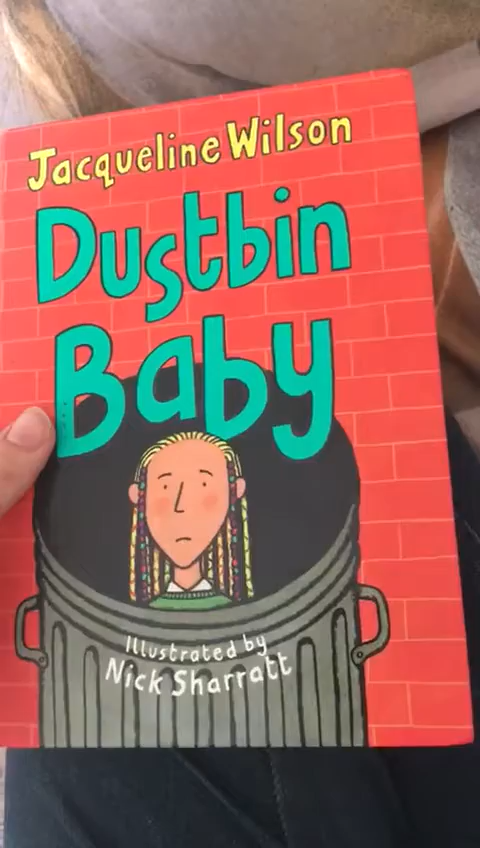 Jacqueline Wilson
Dustbin
Baby
Illustrated by
Nick Sharratt